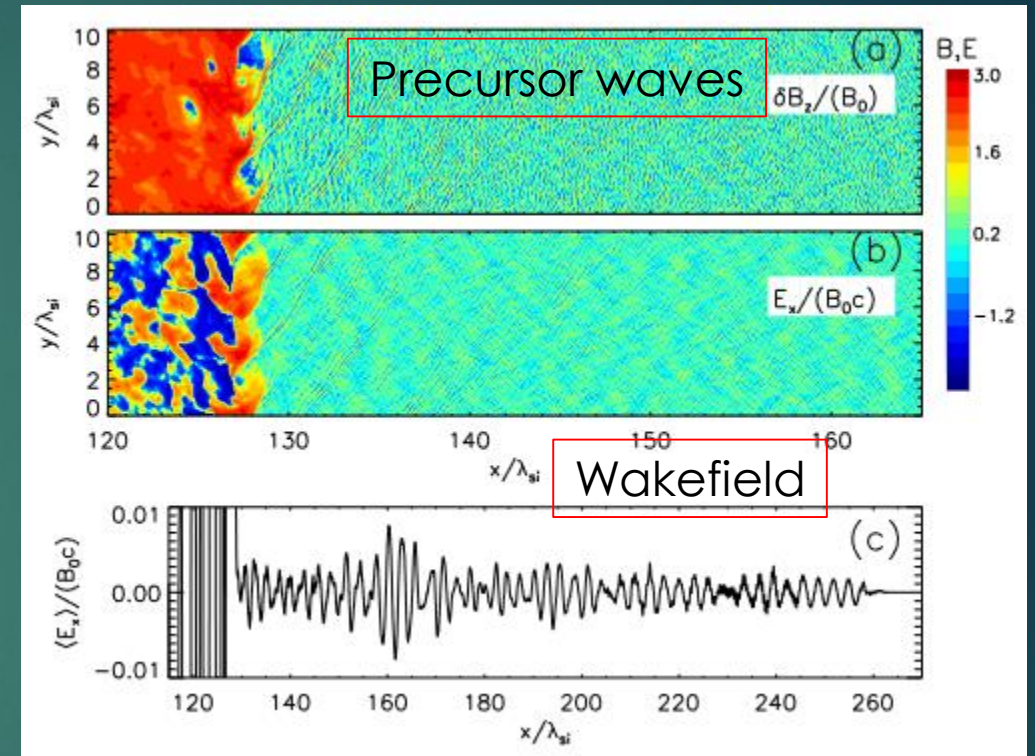 (a)
B,E
10
8
6
4
2
0
y/λsi
Precursor waves
δBz/(B0)
3.0
1.6
0.2
−1.2
(b)
10
8
6
4
2
0
y/λsi
Ex/(B0c)
120 130 140 150 160
x/λsi
Wakefield
(c)
0.01
0.00
−0.01
⟨Ex⟩/(B0c)
120 140 160 180 200 220 240 260
x/λsi